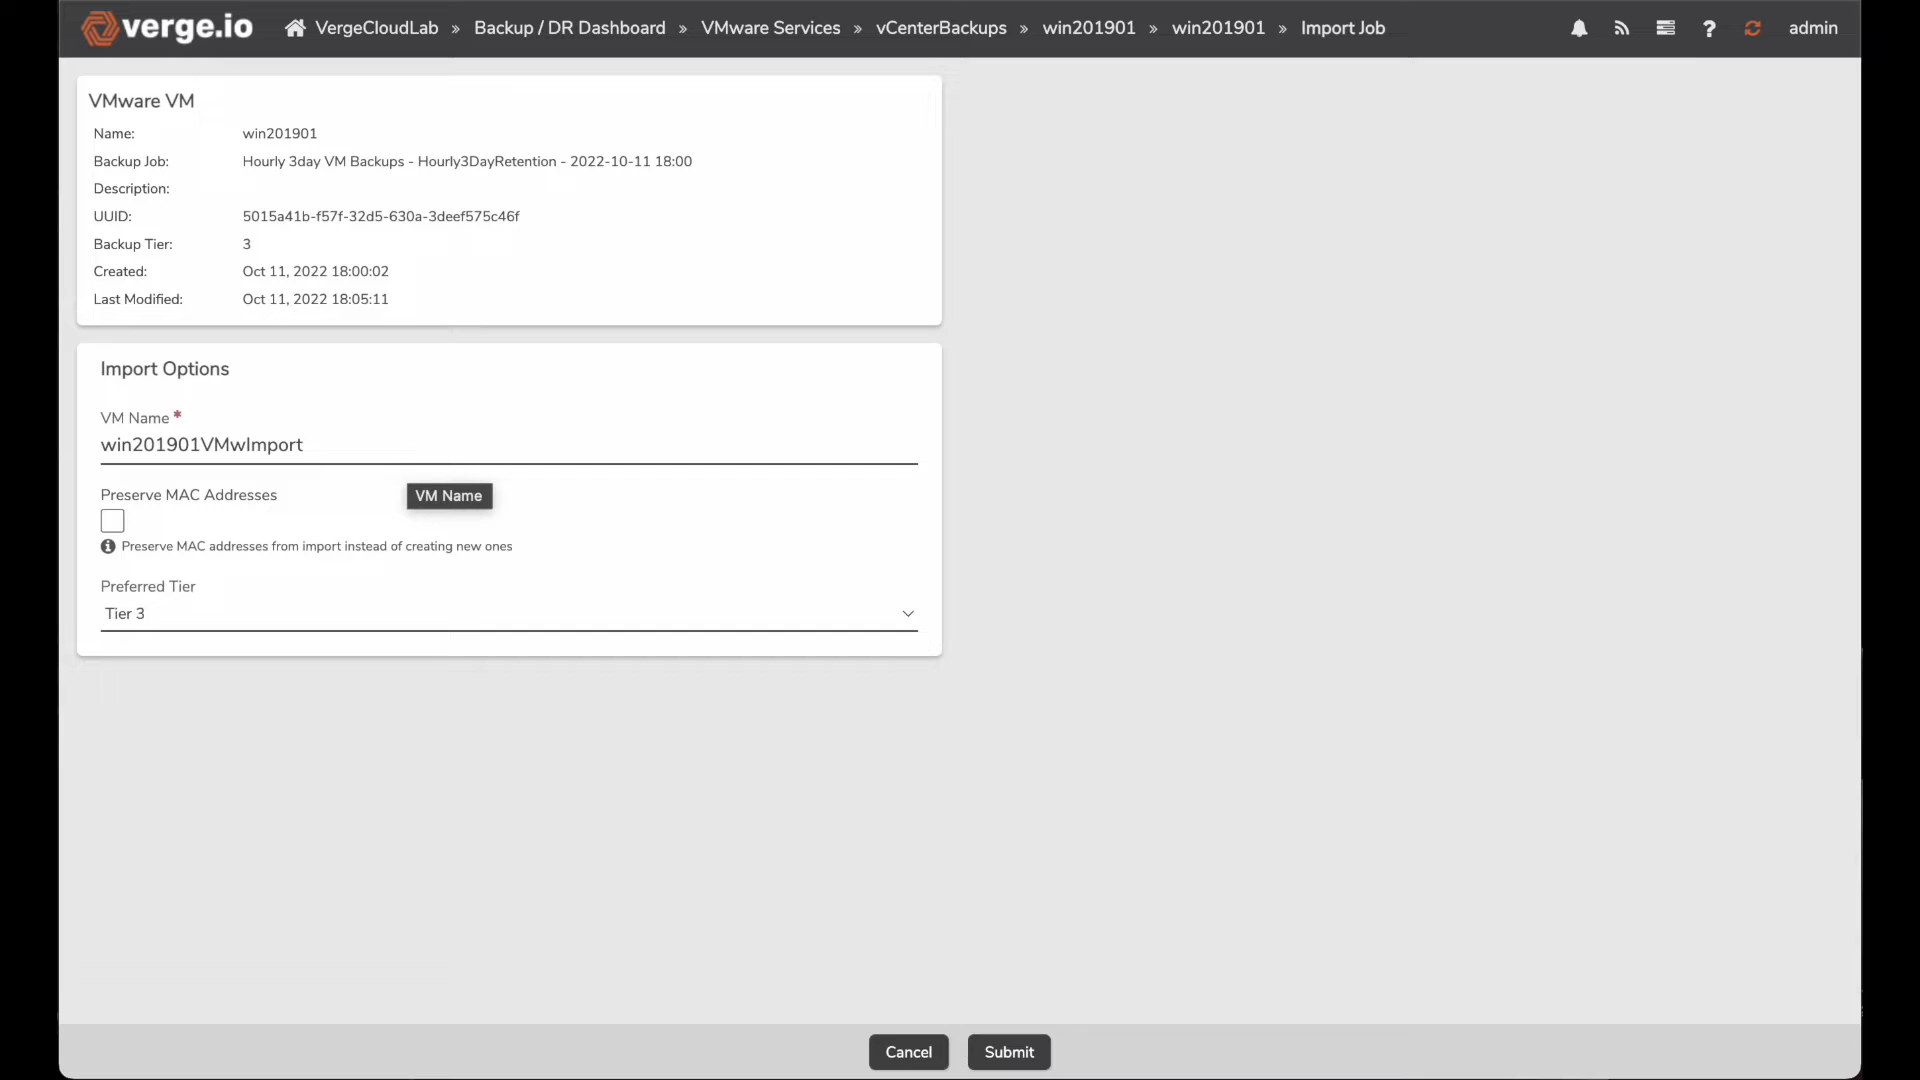 verge.io VergeCloudLab » Backup / DR Dashboard » VMware Services » vCenterBackups » win201901 » win201901 » Import Job admin
VMware VM
Name: win201901
Backup Job: Hourly 3day VM Backups - Hourly3DayRetention - 2022-10-11 18:00
Description:
UUID: 5015a41b-f57f-32d5-630a-3deef575c46f
Backup Tier: 3
Created: Oct 11, 2022 18:00:02
Last Modified: Oct 11, 2022 18:05:11
Import Options
VM Name *
win201901VMwImport
Preserve MAC Addresses VM Name
Preserve MAC addresses from import instead of creating new ones
Preferred Tier
Tier 3
Cancel Submit